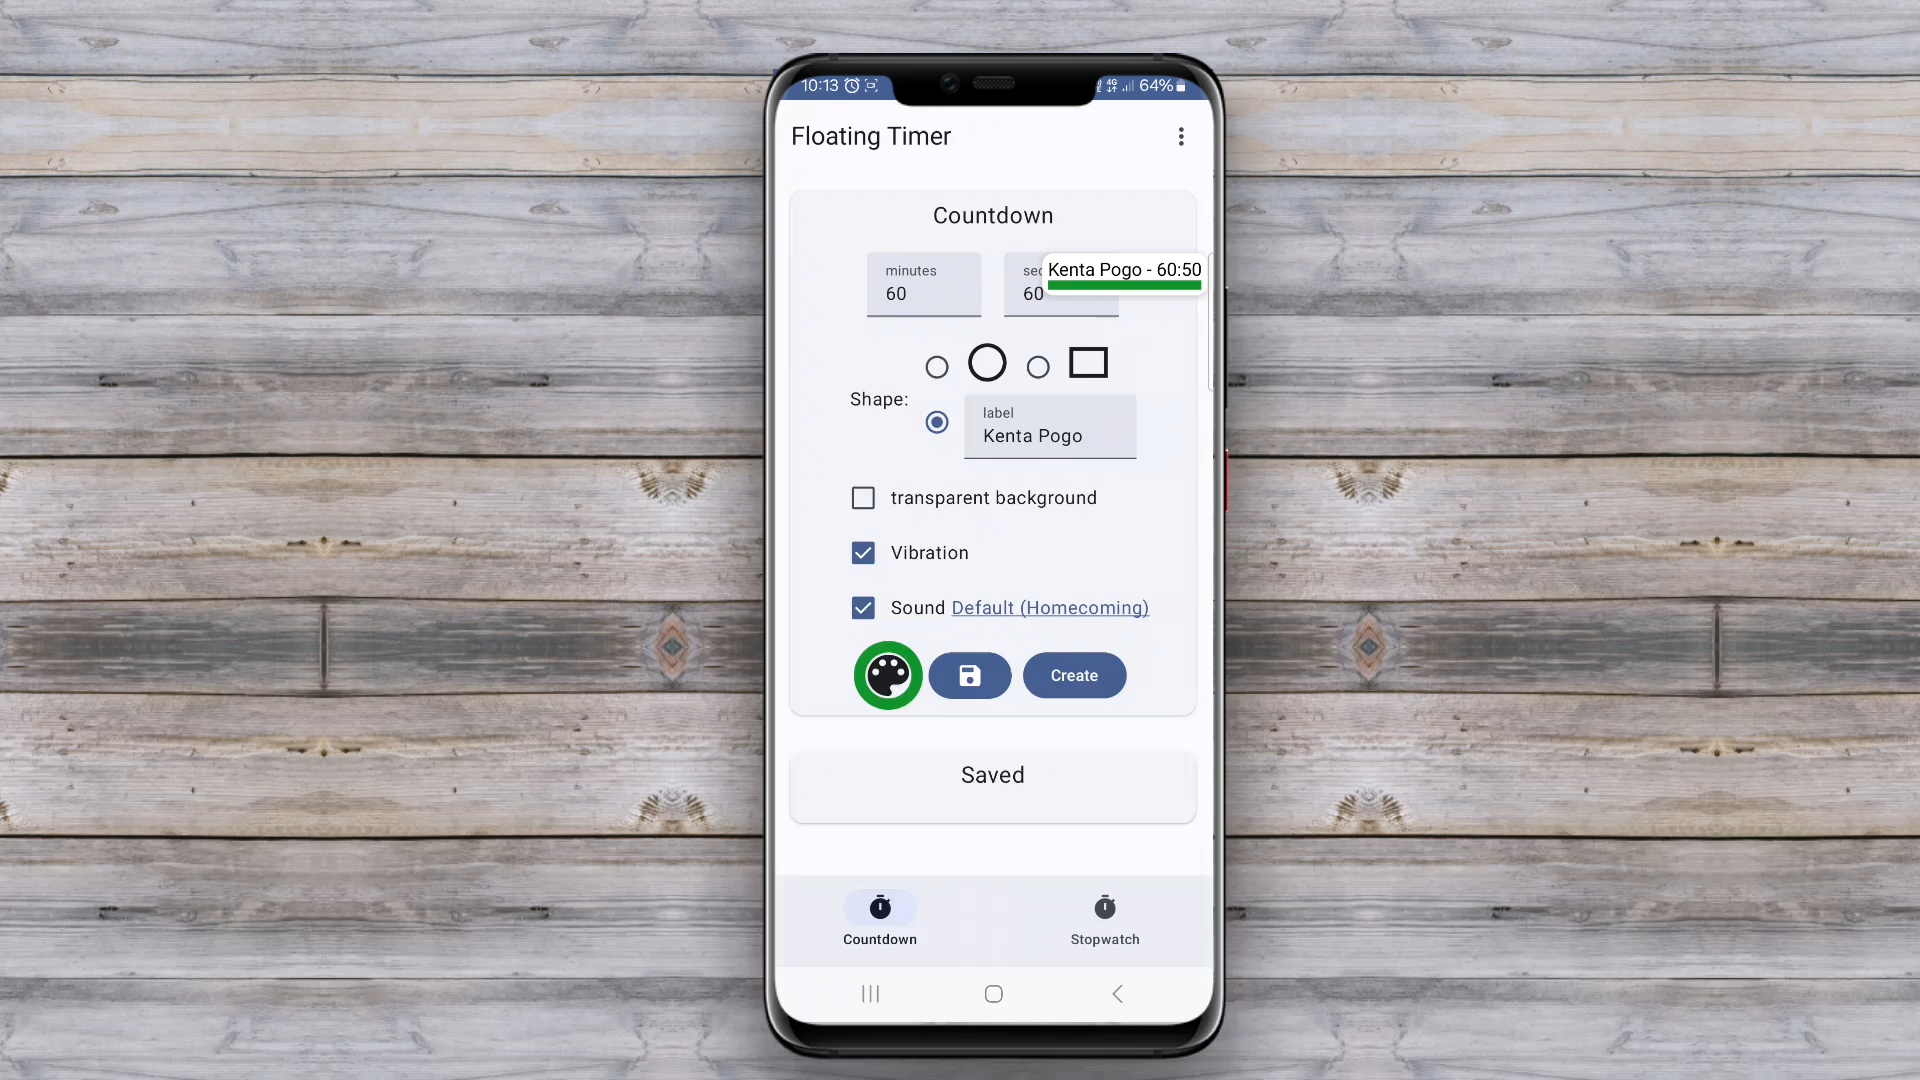 10:13
4G 64%
Floating Timer
Countdown
minutes
60
sec
60
Kenta Pogo - 60:50
Shape:
label
Kenta Pogo
transparent background
Vibration
Sound Default (Homecoming)
Create
Saved
Countdown
Stopwatch